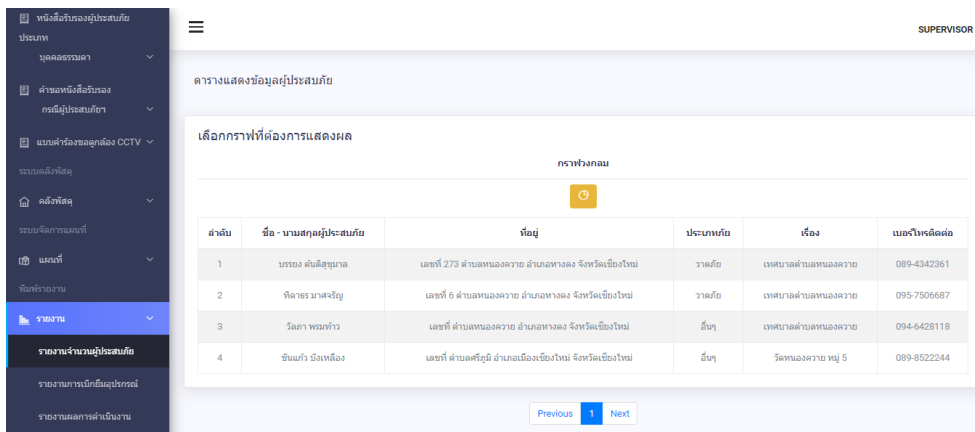 หนังสือรับรองผู้ประสบภัย
ประเภท
บุคคลธรรมดา
คำขอหนังสือรับรอง
กรณีผู้ประสบภัยฯ
แบบคำร้องขอดูกล้อง CCTV
ระบบคลังพัสดุ
คลังพัสดุ
ระบบจัดการแผนที่
แผนที่
พิมพ์รายงาน
รายงาน
รายงานจำนวนผู้ประสบภัย
รายงานการเบิกยืมอุปกรณ์
รายงานผลการดำเนินงาน
SUPERVISOR
ตารางแสดงข้อมูลผู้ประสบภัย
เลือกกราฟที่ต้องการแสดงผล
กราฟวงกลม
ลำดับ ชื่อ - นามสกุลผู้ประสบภัย ที่อยู่ ประเภทภัย เรื่อง เบอร์โทรติดต่อ
1 บรรยง ตันติสุขุมาล เลขที่ 273 ตำบลหนองควาย อำเภอหางดง จังหวัดเชียงใหม่ วาตภัย เทศบาลตำบลหนองควาย 089-4342361
2 ทิดาธร มาศจรัญ เลขที่ 6 ตำบลหนองควาย อำเภอหางดง จังหวัดเชียงใหม่ วาตภัย เทศบาลตำบลหนองควาย 095-7506687
3 วัลภา พรมท้าว เลขที่ ตำบลหนองควาย อำเภอหางดง จังหวัดเชียงใหม่ อื่นๆ เทศบาลตำบลหนองควาย 094-6428118
4 ขันแก้ว บังเหลือง เลขที่ ตำบลศรีภูมิ อำเภอเมืองเชียงใหม่ จังหวัดเชียงใหม่ อื่นๆ วัดหนองควาย หมู่ 5 089-8522244
Previous 1 Next